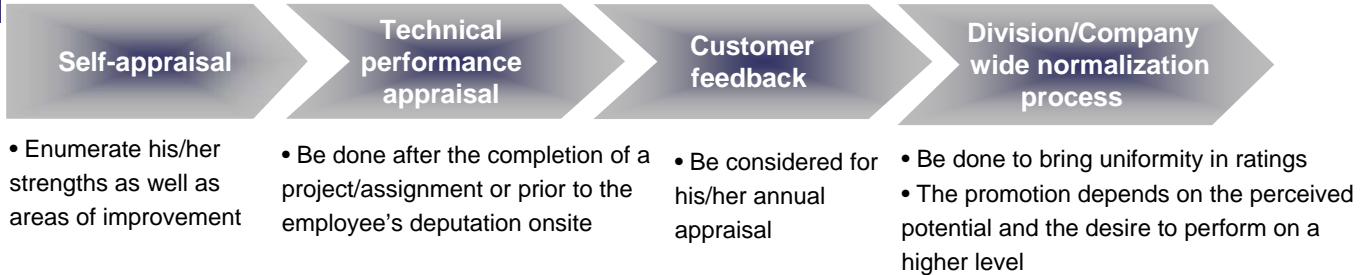 Self-appraisal
Technical
performance
appraisal
Customer
feedback
Division/Company
wide normalization
process
• Enumerate his/her
strengths as well as
areas of improvement
• Be done after the completion of a
project/assignment or prior to the
employee’s deputation onsite
• Be considered for
his/her annual
appraisal
• Be done to bring uniformity in ratings
• The promotion depends on the perceived
potential and the desire to perform on a
higher level